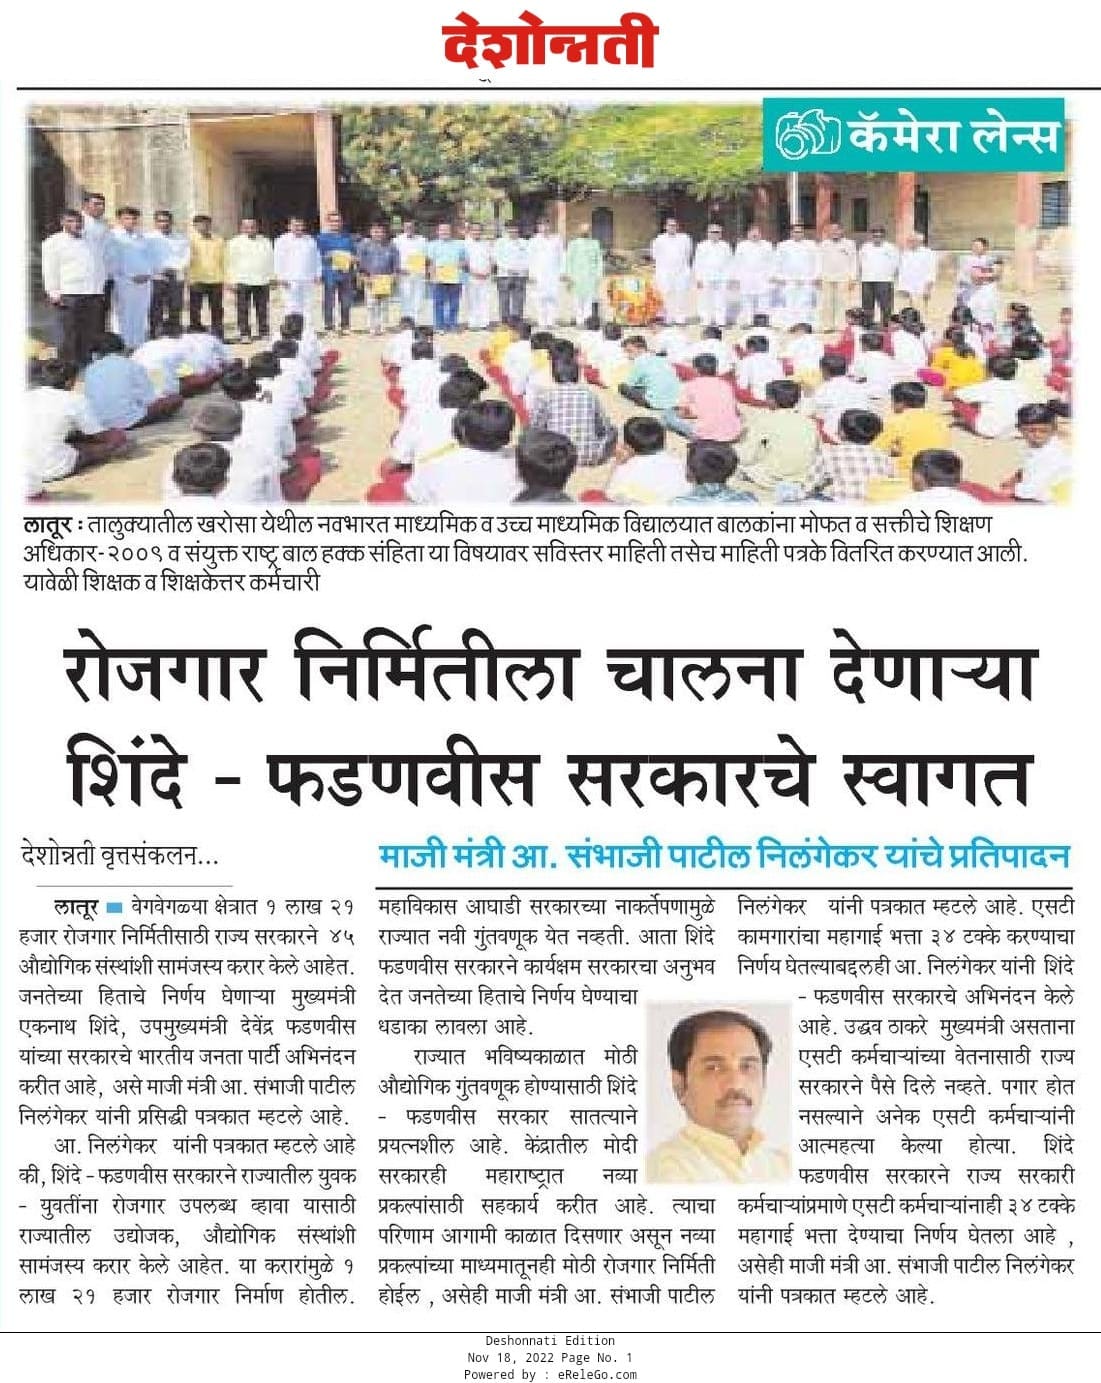 देशोन्नती
कॅमेरा लेन्स
लातूर : तालुक्यातील खरोसा येथील नवभारत माध्यमिक व उच्च माध्यमिक विद्यालयात बालकांना मोफत व सक्तीचे शिक्षण
अधिकार-२००९ व संयुक्त राष्ट्र बाल हक्क संहिता या विषयावर सविस्तर माहिती तसेच माहिती पत्रके वितरित करण्यात आली.
यावेळी शिक्षक व शिक्षकेत्तर कर्मचारी
रोजगार निर्मितीला चालना देणाऱ्या
शिंदे - फडणवीस सरकारचे स्वागत
देशोन्नती वृत्तसंकलन...
माजी मंत्री आ. संभाजी पाटील निलंगेकर यांचे प्रतिपादन
लातूर ■ वेगवेगळ्या क्षेत्रात १ लाख २१
हजार रोजगार निर्मितीसाठी राज्य सरकारने ४५
औद्योगिक संस्थांशी सामंजस्य करार केले आहेत.
जनतेच्या हिताचे निर्णय घेणाऱ्या मुख्यमंत्री
एकनाथ शिंदे, उपमुख्यमंत्री देवेंद्र फडणवीस
यांच्या सरकारचे भारतीय जनता पार्टी अभिनंदन
करीत आहे, असे माजी मंत्री आ. संभाजी पाटील
निलंगेकर यांनी प्रसिद्धी पत्रकात म्हटले आहे.
आ. निलंगेकर यांनी पत्रकात म्हटले आहे
की, शिंदे - फडणवीस सरकारने राज्यातील युवक
- युवतींना रोजगार उपलब्ध व्हावा यासाठी
राज्यातील उद्योजक, औद्योगिक संस्थांशी
सामंजस्य करार केले आहेत. या करारांमुळे १
लाख २१ हजार रोजगार निर्माण होतील.
महाविकास आघाडी सरकारच्या नाकर्तेपणामुळे
राज्यात नवी गुंतवणूक येत नव्हती. आता शिंदे
फडणवीस सरकारने कार्यक्षम सरकारचा अनुभव
देत जनतेच्या हिताचे निर्णय घेण्याचा
धडाका लावला आहे.
राज्यात भविष्यकाळात मोठी
औद्योगिक गुंतवणूक होण्यासाठी शिंदे
- फडणवीस सरकार सातत्याने
प्रयत्नशील आहे. केंद्रातील मोदी
सरकारही महाराष्ट्रात नव्या
प्रकल्पांसाठी सहकार्य करीत आहे. त्याचा
परिणाम आगामी काळात दिसणार असून नव्या
प्रकल्पांच्या माध्यमातूनही मोठी रोजगार निर्मिती
होईल , असेही माजी मंत्री आ. संभाजी पाटील
निलंगेकर यांनी पत्रकात म्हटले आहे. एसटी
कामगारांचा महागाई भत्ता ३४ टक्के करण्याचा
निर्णय घेतल्याबद्दलही आ. निलंगेकर यांनी शिंदे
- फडणवीस सरकारचे अभिनंदन केले
आहे. उद्धव ठाकरे मुख्यमंत्री असताना
एसटी कर्मचाऱ्यांच्या वेतनासाठी राज्य
सरकारने पैसे दिले नव्हते. पगार होत
नसल्याने अनेक एसटी कर्मचाऱ्यांनी
आत्महत्या केल्या होत्या. शिंदे
फडणवीस सरकारने राज्य सरकारी
कर्मचाऱ्यांप्रमाणे एसटी कर्मचाऱ्यांनाही ३४ टक्के
महागाई भत्ता देण्याचा निर्णय घेतला आहे ,
असेही माजी मंत्री आ. संभाजी पाटील निलंगेकर
यांनी पत्रकात म्हटले आहे.
Deshonnati Edition
Nov 18, 2022 Page No. 1
Powered by : eReleGo.com